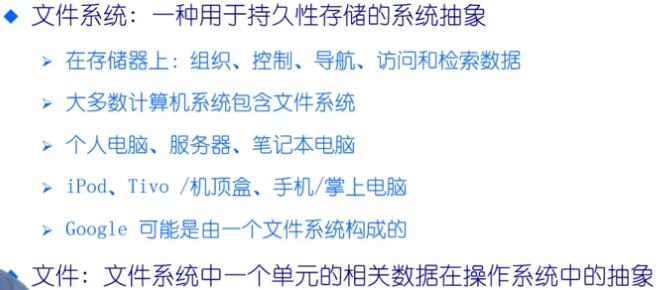 文件系统：一种用于持久性存储的系统抽象
在存储器上：组织、控制、导航、访问和检索数据
大多数计算机系统包含文件系统
个人电脑、服务器、笔记本电脑
iPod、Tivo /机顶盒、手机/掌上电脑
Google 可能是由一个文件系统构成的
文件：文件系统中一个单元的相关数据在操作系统中的抽象